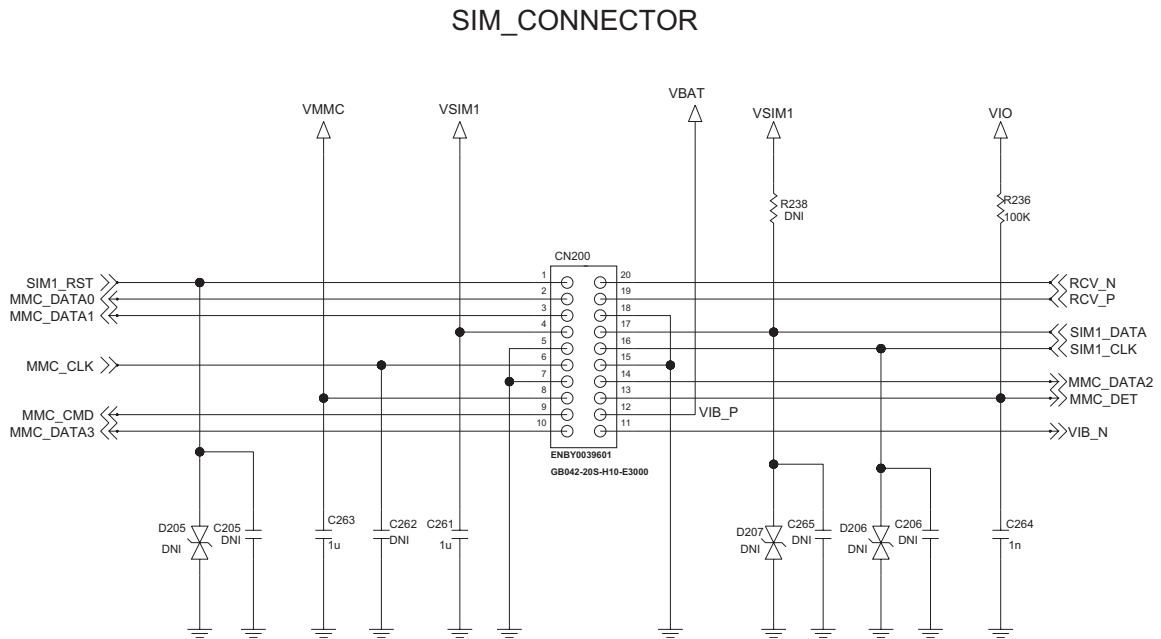 SIM_CONNECTOR
VMMC
VSIM1
VBAT
VSIM1
VIO
R238
DNI
R236
100K
CN200
SIM1_RST
1
20
RCV_N
MMC_DATA0
2
19
RCV_P
MMC_DATA1
3
18
4
17
SIM1_DATA
5
16
SIM1_CLK
MMC_CLK
6
15
7
14
MMC_DATA2
8
13
MMC_DET
MMC_CMD
9
12
VIB_P
MMC_DATA3
10
11
VIB_N
ENBY0039601
GB042-20S-H10-E3000
D205
DNI
C205
DNI
C263
1u
C262
DNI
C261
1u
D207
DNI
C265
DNI
D206
DNI
C206
DNI
C264
1n